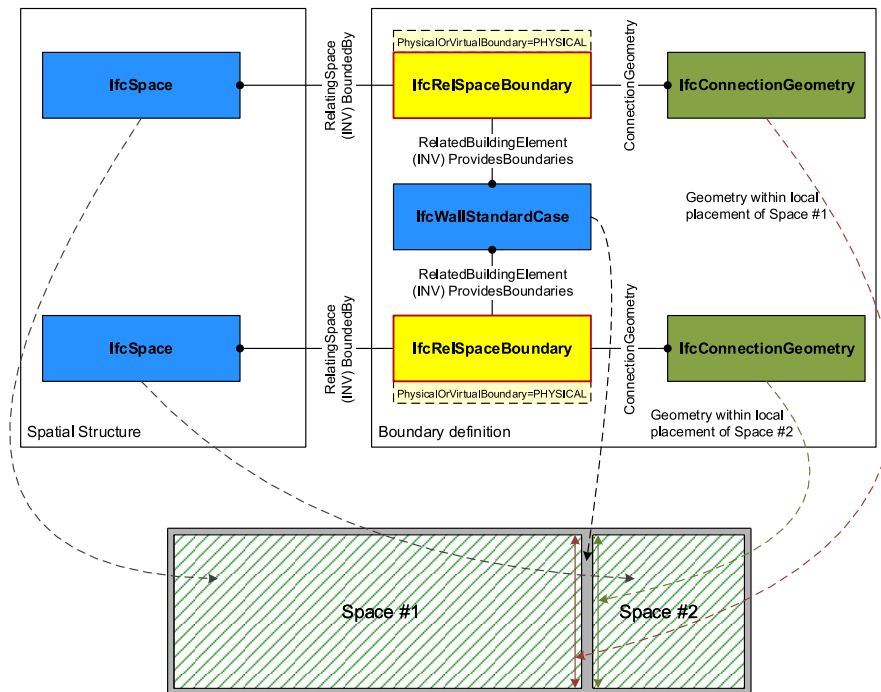 PhysicalOrVirtualBoundary=PHYSICAL
IfcSpace
RelatingSpace
(INV) BoundedBy
IfcRelSpaceBoundary
ConnectionGeometry
IfcConnectionGeometry
RelatedBuildingElement
(INV) ProvidesBoundaries
Geometry within local
placement of Space #1
IfcWallStandardCase
RelatedBuildingElement
(INV) ProvidesBoundaries
IfcSpace
RelatingSpace
(INV) BoundedBy
IfcRelSpaceBoundary
ConnectionGeometry
IfcConnectionGeometry
PhysicalOrVirtualBoundary=PHYSICAL
Geometry within local
placement of Space #2
Spatial Structure
Boundary definition
Space #1
Space #2